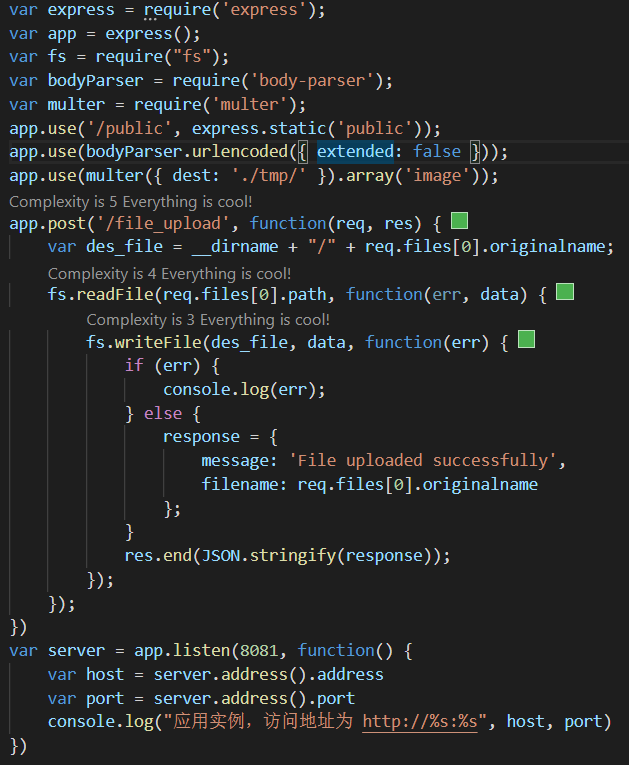 var express = require('express');
var app = express();
var fs = require("fs");
var bodyParser = require('body-parser');
var multer = require('multer');
app.use('/public', express.static('public'));
app.use(bodyParser.urlencoded({ extended: false }));
app.use(multer({ dest: './tmp/' }).array('image'));
Complexity is 5 Everything is cool!
app.post('/file_upload', function(req, res) {
    var des_file = __dirname + "/" + req.files[0].originalname;
    Complexity is 4 Everything is cool!
    fs.readFile(req.files[0].path, function(err, data) {
        Complexity is 3 Everything is cool!
        fs.writeFile(des_file, data, function(err) {
            if (err) {
                console.log(err);
            } else {
                response = {
                    message: 'File uploaded successfully',
                    filename: req.files[0].originalname
                };
            }
            res.end(JSON.stringify(response));
        });
    });
})
var server = app.listen(8081, function() {
    var host = server.address().address
    var port = server.address().port
    console.log("应用实例，访问地址为 http://%s:%s", host, port)
})